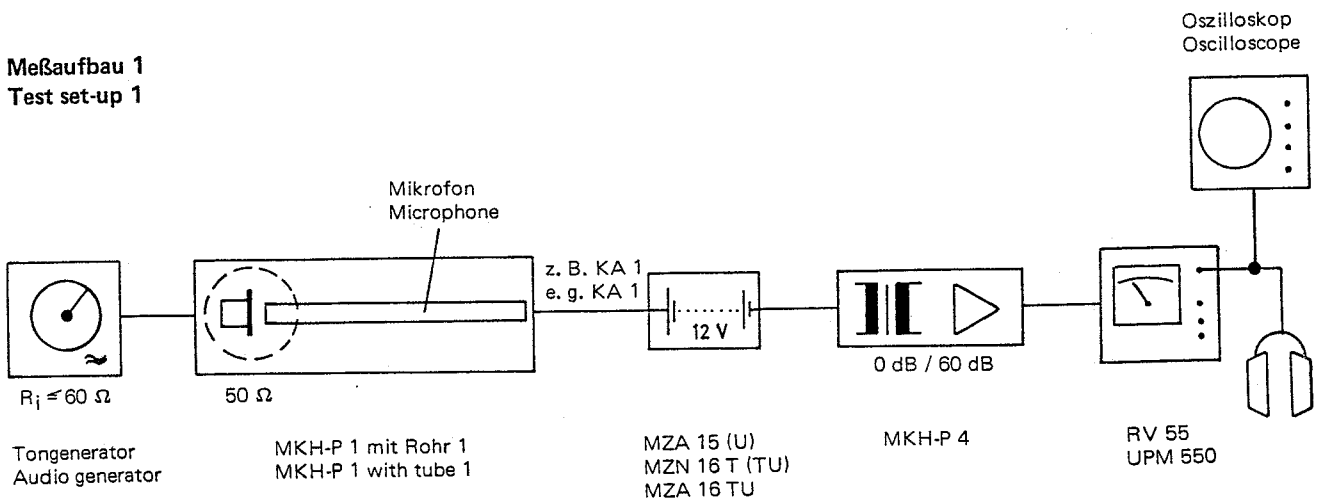 Meßaufbau 1
Test set-up 1
Oszilloskop
Oscilloscope
Mikrofon
Microphone
z. B. KA 1
e. g. KA 1
12 V
0 dB / 60 dB
Ri ≤ 60 Ω
50 Ω
Tongenerator
Audio generator
MKH-P 1 mit Rohr 1
MKH-P 1 with tube 1
MZA 15 (U)
MZN 16 T (TU)
MZA 16 TU
MKH-P 4
RV 55
UPM 550